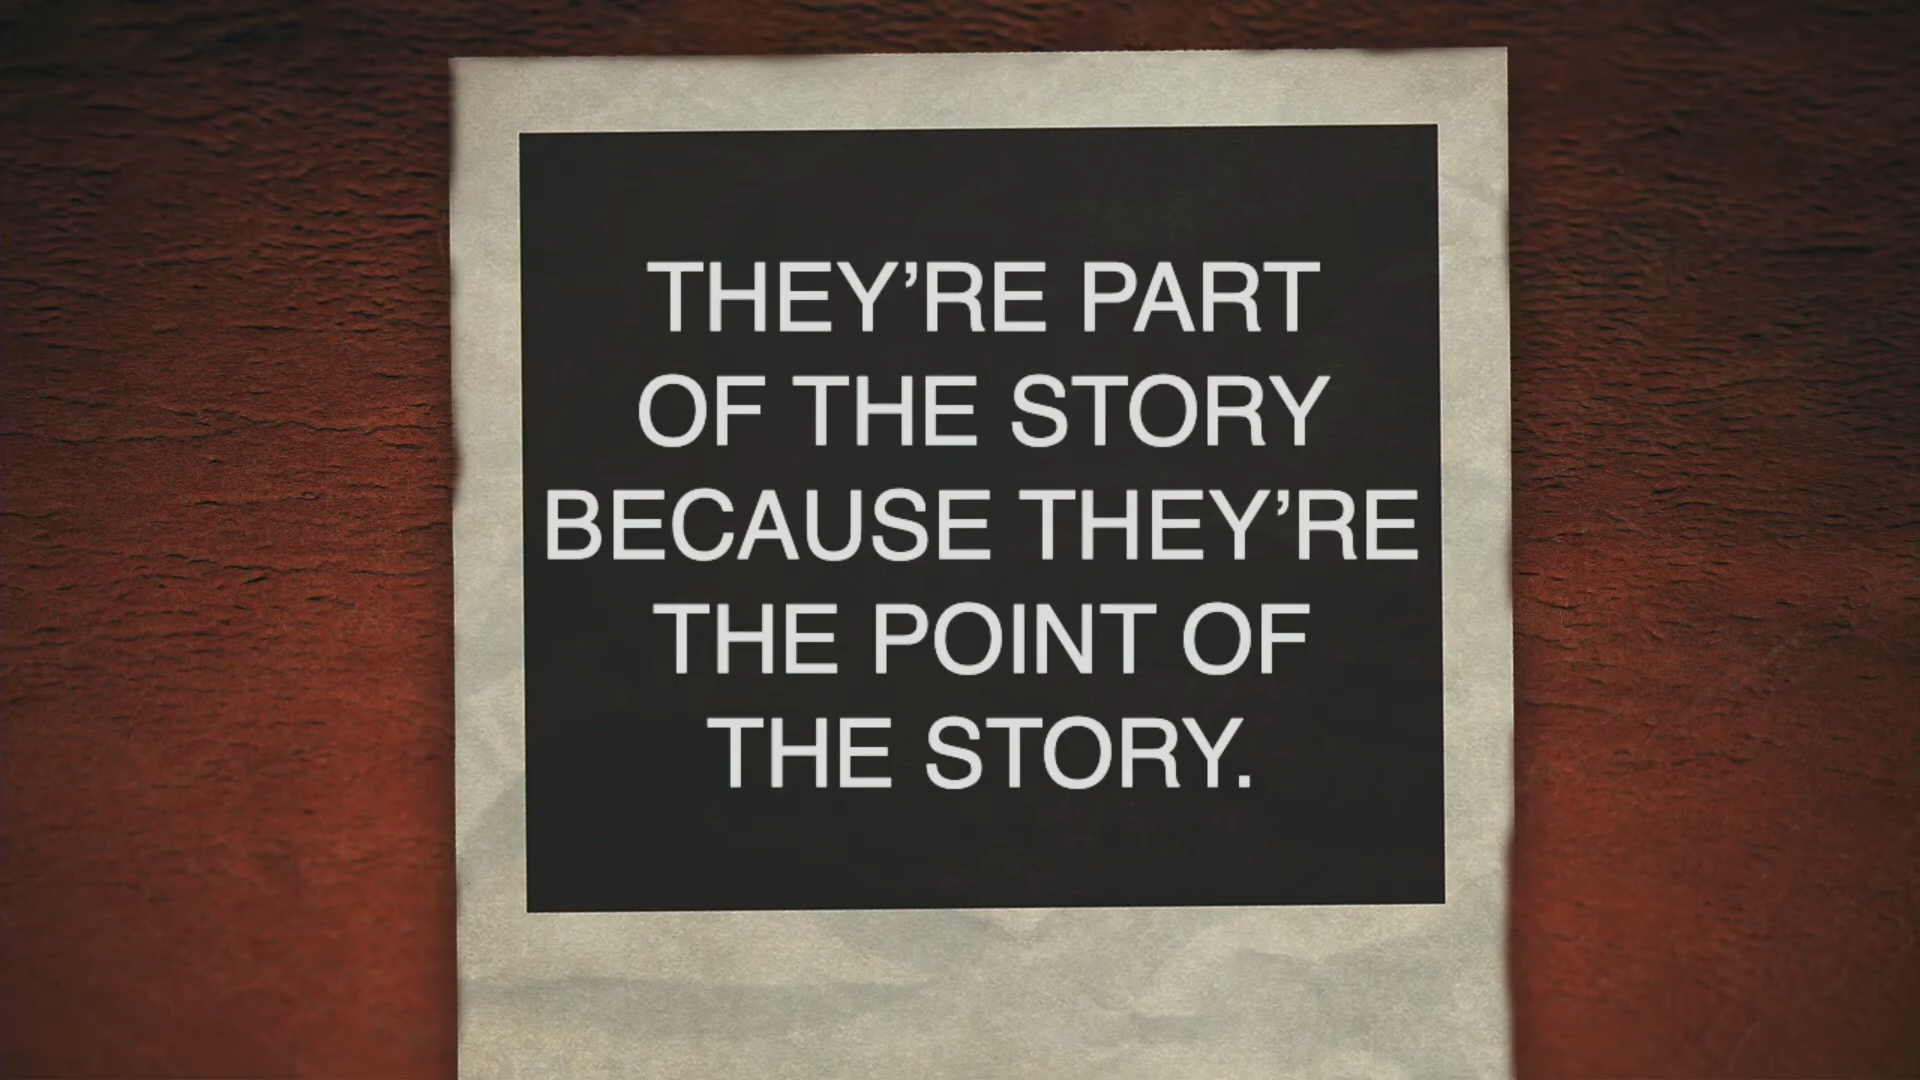 THEY’RE PART
OF THE STORY
BECAUSE THEY’RE
THE POINT OF
THE STORY.